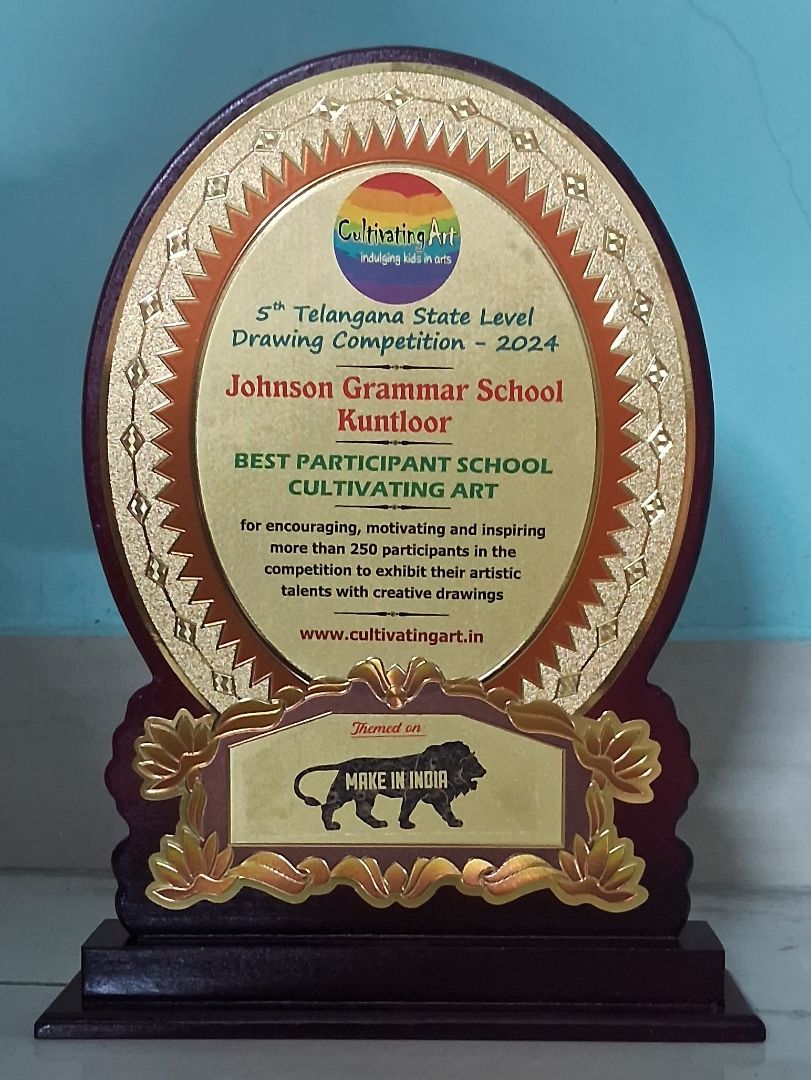 Cultivating Art
indulging kids in arts
5th Telangana State Level
Drawing Competition - 2024
Johnson Grammar School
Kuntloor
BEST PARTICIPANT SCHOOL
CULTIVATING ART
for encouraging, motivating and inspiring
more than 250 participants in the
competition to exhibit their artistic
talents with creative drawings
www.cultivatingart.in
Themed on:
MAKE IN INDIA